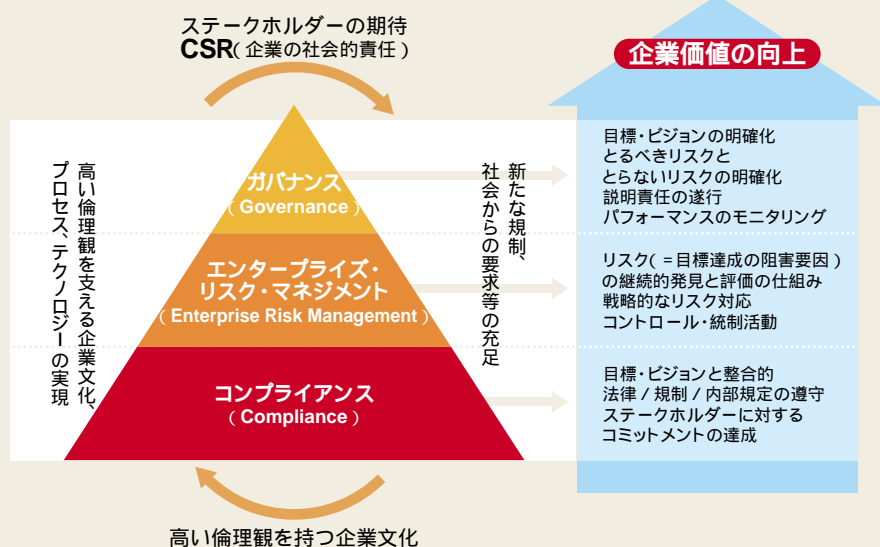 ステークホルダーの期待
CSR（企業の社会的責任）
企業価値の向上
高い倫理観を支える企業文化、
プロセス、テクノロジーの実現
ガバナンス
（Governance）
エンタープライズ・
リスク・マネジメント
（Enterprise Risk Management）
コンプライアンス
（Compliance）
新たな規制、
社会からの要求等の充足
目標・ビジョンの明確化
とるべきリスクと
とらないリスクの明確化
説明責任の遂行
パフォーマンスのモニタリング
リスク（=目標達成の阻害要因）
の継続的発見と評価の仕組み
戦略的なリスク対応
コントロール・統制活動
目標・ビジョンと整合的
法律/規制/内部規定の遵守
ステークホルダーに対する
コミットメントの達成
高い倫理観を持つ企業文化